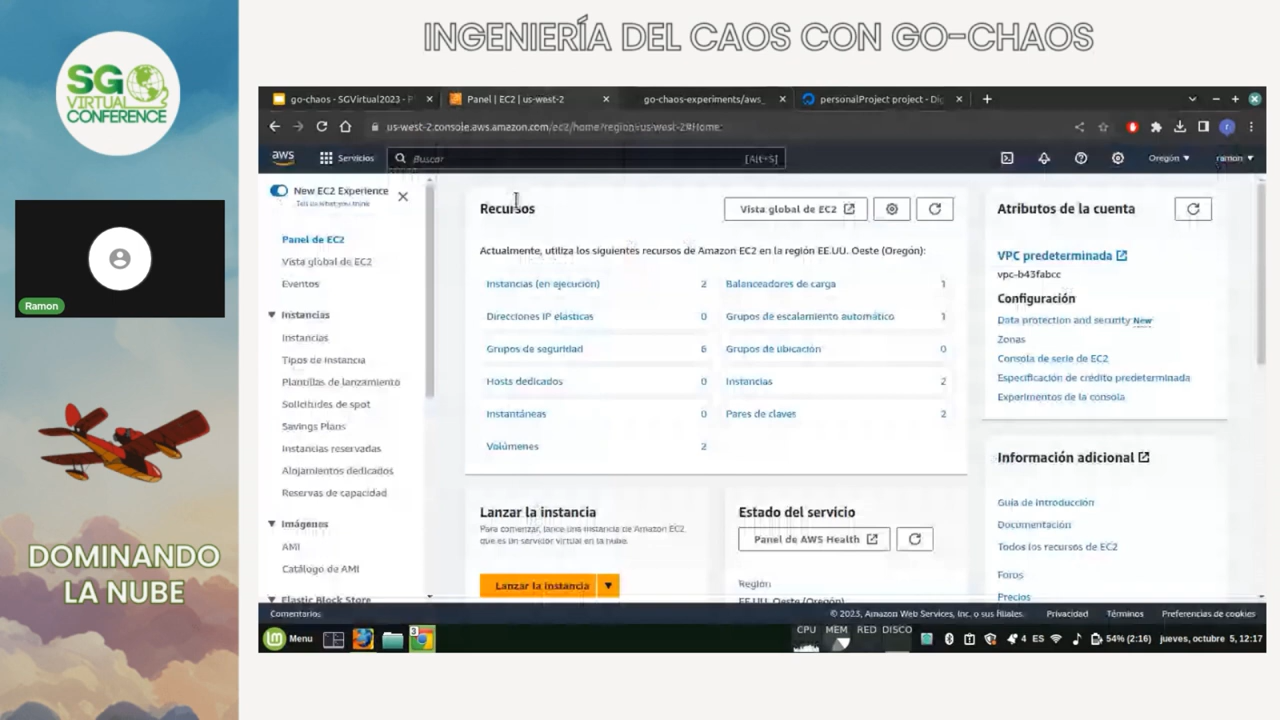 INGENIERÍA DEL CAOS CON GO-CHAOS
SG
VIRTUAL
CONFERENCE
Ramon
DOMINANDO
LA NUBE
go-chaos - SGVirtual2023 - P
Panel | EC2 | us-west-2
go-chaos-experiments/aws_
personalProject project - Dig
us-west-2.console.aws.amazon.com/ec2/home?region=us-west-2#Home:
aws
Servicios
Buscar
[Alt+S]
Oregón
ramon
New EC2 Experience
Tell us what you think
Panel de EC2
Vista global de EC2
Eventos
Instancias
Instancias
Tipos de instancia
Plantillas de lanzamiento
Solicitudes de spot
Savings Plans
Instancias reservadas
Alojamientos dedicados
Reservas de capacidad
Imágenes
AMI
Catálogo de AMI
Elastic Block Store
Recursos
Vista global de EC2
Actualmente, utiliza los siguientes recursos de Amazon EC2 en la región EE.UU. Oeste (Oregón):
Instancias (en ejecución) 2
Balanceadores de carga 1
Direcciones IP elásticas 0
Grupos de escalamiento automático 1
Grupos de seguridad 6
Grupos de ubicación 0
Hosts dedicados 0
Instancias 2
Instantáneas 0
Pares de claves 2
Volúmenes 2
Lanzar la instancia
Para comenzar, lance una instancia de Amazon EC2,
que es un servidor virtual en la nube.
Lanzar la instancia
Estado del servicio
Panel de AWS Health
Región
EE.UU. Oeste (Oregón)
Atributos de la cuenta
VPC predeterminada
vpc-b43fabcc
Configuración
Data protection and security New
Zonas
Consola de serie de EC2
Especificación de crédito predeterminada
Experimentos de la consola
Información adicional
Guía de introducción
Documentación
Todos los recursos de EC2
Foros
Precios
Comentarios
© 2023, Amazon Web Services, Inc. o sus filiales.
Privacidad
Términos
Preferencias de cookies
Menu
3
CPU MEM RED DISCO
4 ES
54% (2:16)
jueves, octubre 5, 12:17